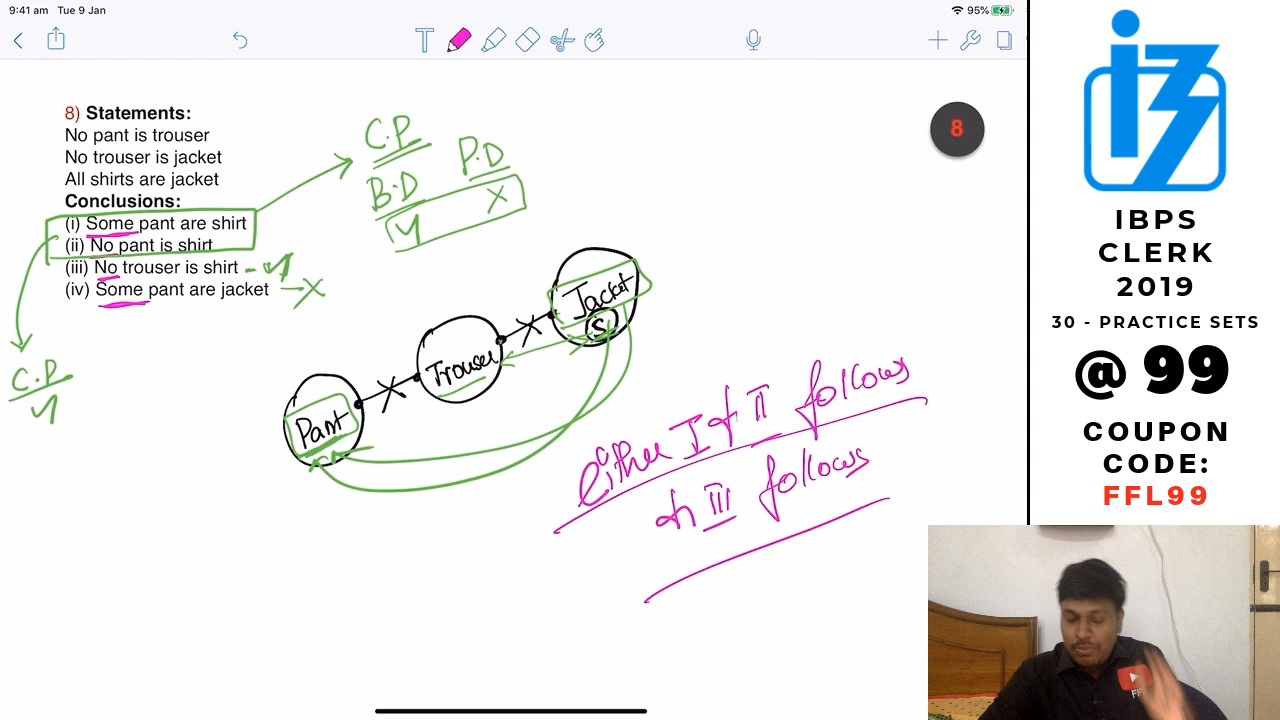 9:41 am Tue 9 Jan
95%
T
8) Statements:
No pant is trouser
No trouser is jacket
All shirts are jacket
Conclusions:
(i) Some pant are shirt
(ii) No pant is shirt
(iii) No trouser is shirt - y
(iv) Some pant are jacket - X
C.P
B.D P.D
y X
C.P
y
8
Jacket
S
Trouser
Pant
either I or II follows
& III follows
IBPS
CLERK
2019
30 - PRACTICE SETS
@ 99
COUPON
CODE:
FFL99